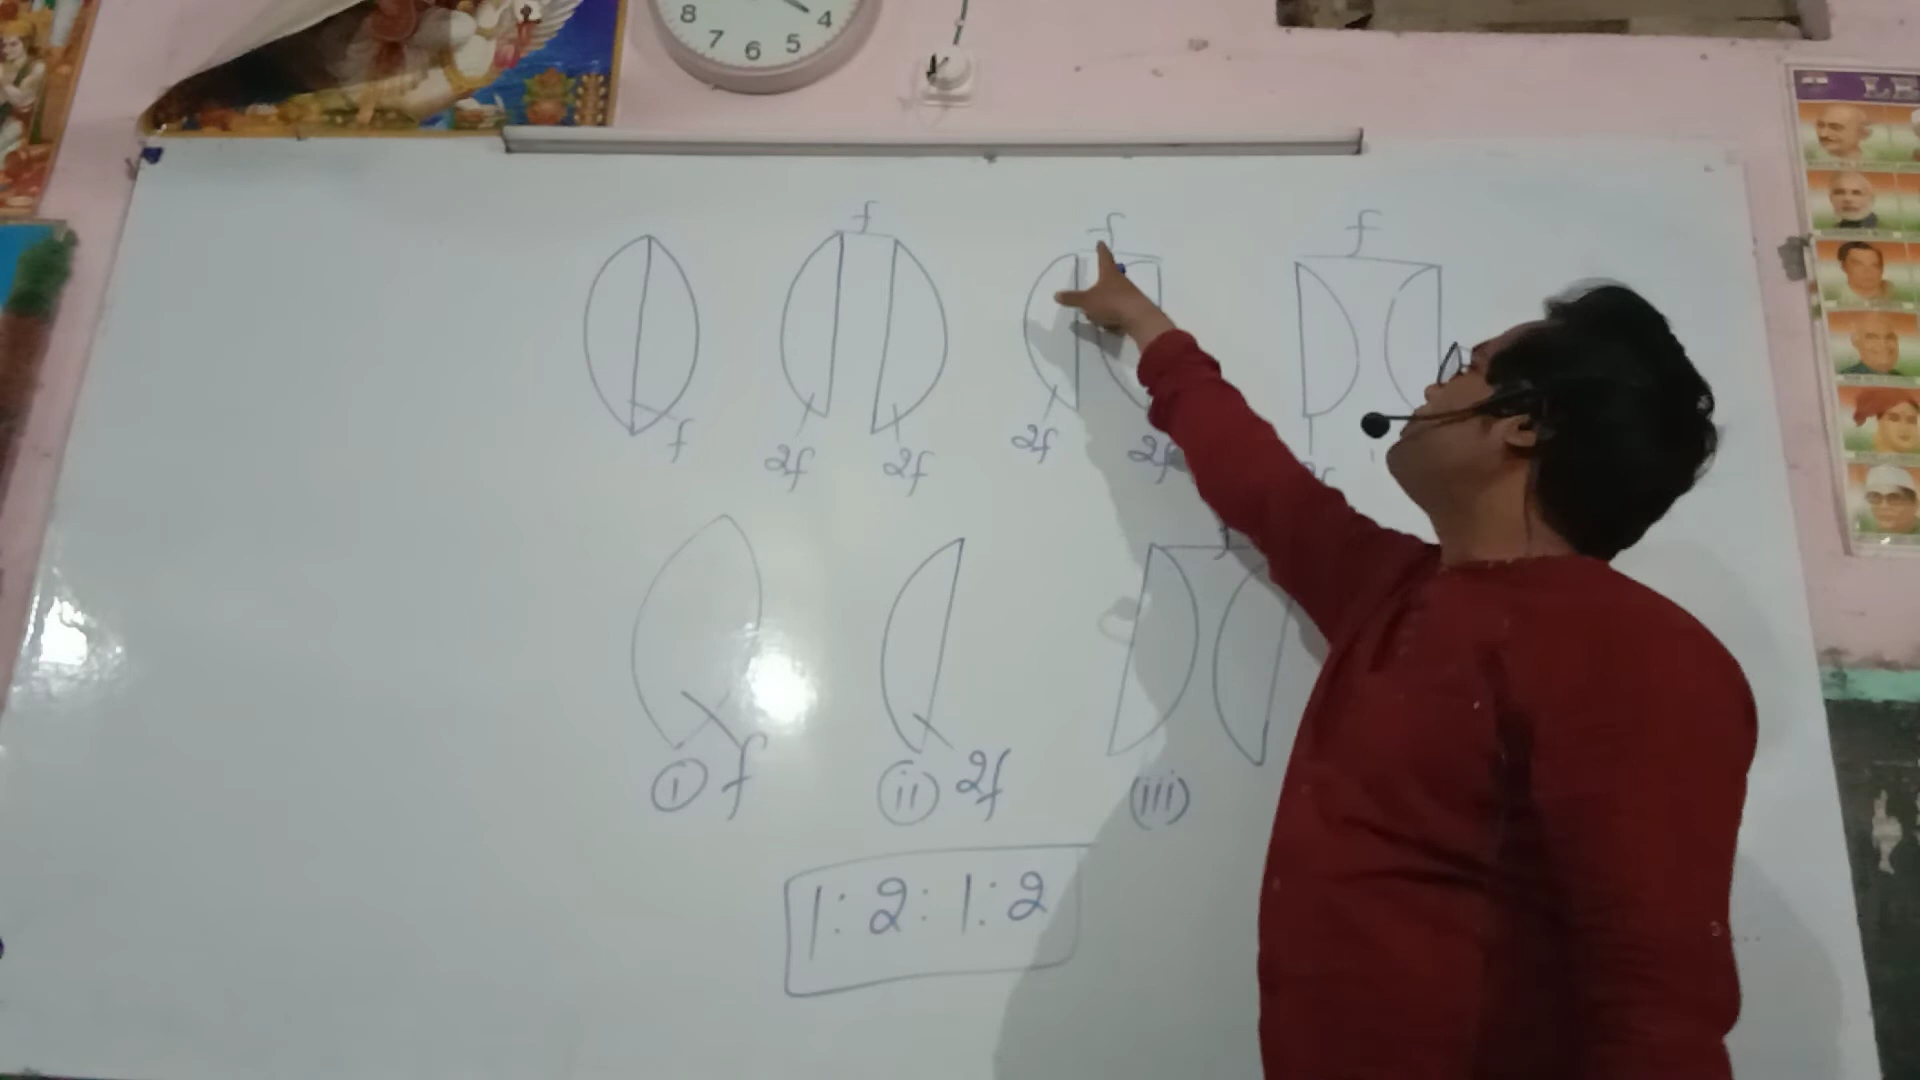 8 7 6 5 4
f f f
f 2f 2f 2f 2f
i f ii 2f (iii)
1 : 2 : 1 : 2